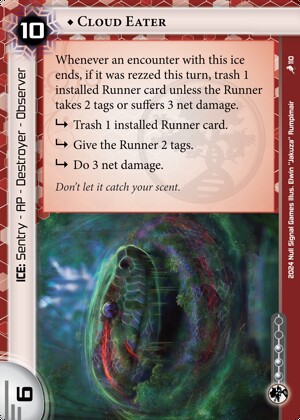 10
◆ Cloud Eater
Whenever an encounter with this ice
ends, if it was rezzed this turn, trash 1
installed Runner card unless the Runner
takes 2 tags or suffers 3 net damage.
↳ Trash 1 installed Runner card.
↳ Give the Runner 2 tags.
↳ Do 3 net damage.
Don't let it catch your scent.
ICE: Sentry - AP - Destroyer - Observer
110
2024 Null Signal Games Illus. Elwin "Jakuza" Rumplmair
6